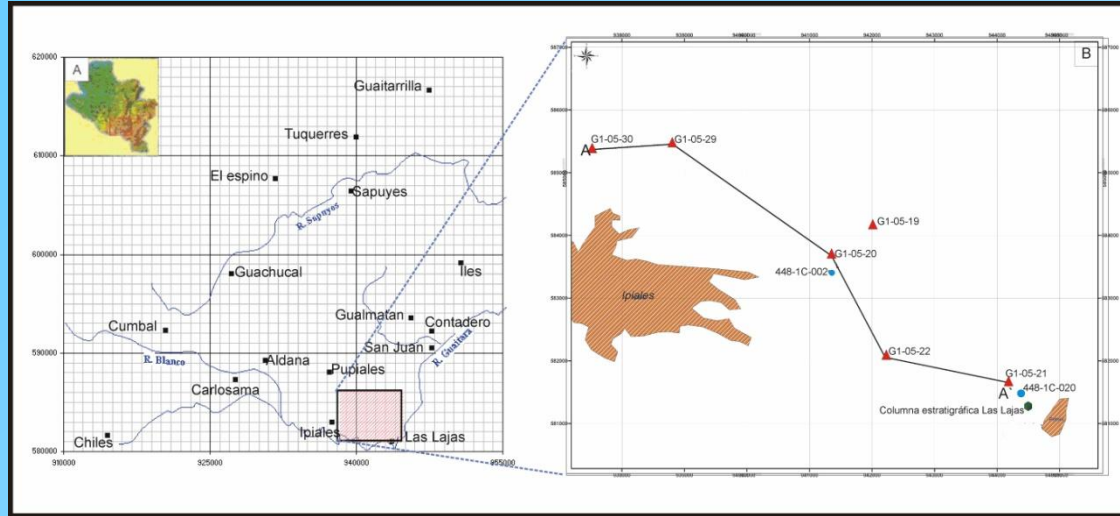 A
620000
610000
600000
590000
580000
910000
925000
940000
955000
Guaitarrilla
Tuquerres
El espino
Sapuyes
R. Sapuyes
Guachucal
Iles
Gualmatan
Contadero
Cumbal
San Juan
R. Guaitara
R. Blanco
Aldana
Pupiales
Carlosama
Ipiales
Las Lajas
Chiles
B
G1-05-30
G1-05-29
A
G1-05-19
G1-05-20
448-1C-002
Ipiales
G1-05-22
G1-05-21
A`
448-1C-020
Columna estratigráfica Las Lajas